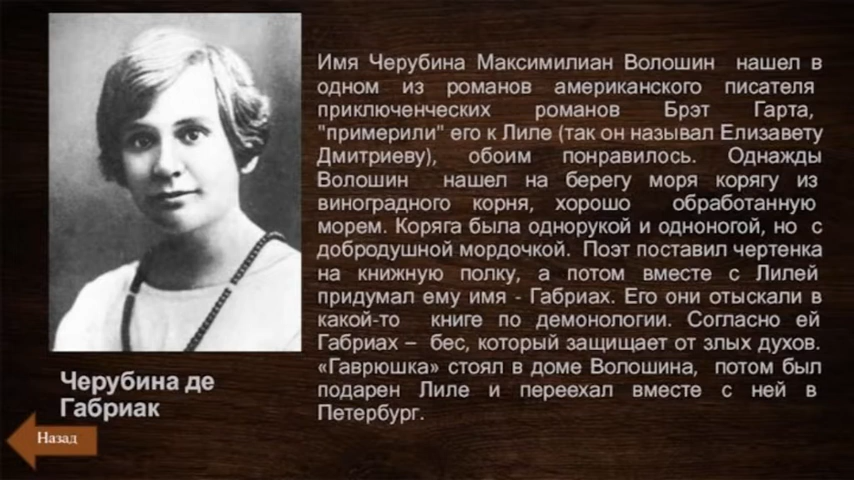 Имя Черубина Максимилиан Волошин нашел в
одном из романов американского писателя
приключенческих романов Брэт Гарта,
"примерили" его к Лиле (так он называл Елизавету
Дмитриеву), обоим понравилось. Однажды
Волошин нашел на берегу моря корягу из
виноградного корня, хорошо обработанную
морем. Коряга была однорукой и одноногой, но с
добродушной мордочкой. Поэт поставил чертенка
на книжную полку, а потом вместе с Лилей
придумал ему имя - Габриах. Его они отыскали в
какой-то книге по демонологии. Согласно ей
Габриах – бес, который защищает от злых духов.
«Гаврюшка» стоял в доме Волошина, потом был
подарен Лиле и переехал вместе с ней в
Петербург.
Черубина де
Габриак
Назад